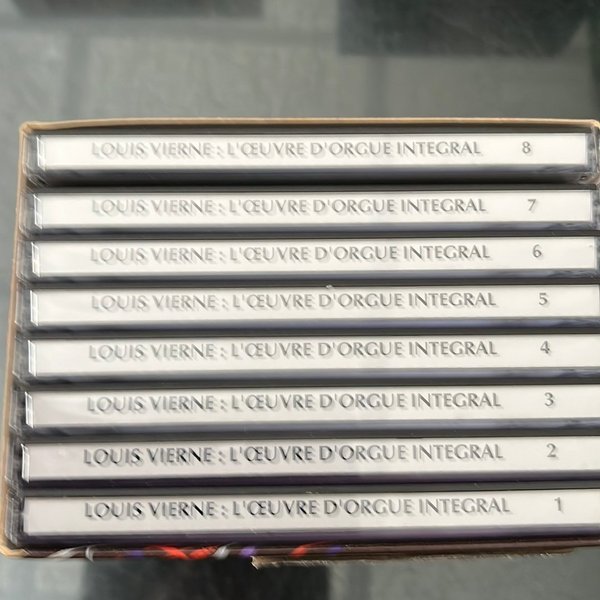 LOUIS VIERNE : L'ŒUVRE D'ORGUE INTEGRAL 8
LOUIS VIERNE : L'ŒUVRE D'ORGUE INTEGRAL 7
LOUIS VIERNE : L'ŒUVRE D'ORGUE INTEGRAL 6
LOUIS VIERNE : L'ŒUVRE D'ORGUE INTEGRAL 5
LOUIS VIERNE : L'ŒUVRE D'ORGUE INTEGRAL 4
LOUIS VIERNE : L'ŒUVRE D'ORGUE INTEGRAL 3
LOUIS VIERNE : L'ŒUVRE D'ORGUE INTEGRAL 2
LOUIS VIERNE : L'ŒUVRE D'ORGUE INTEGRAL 1